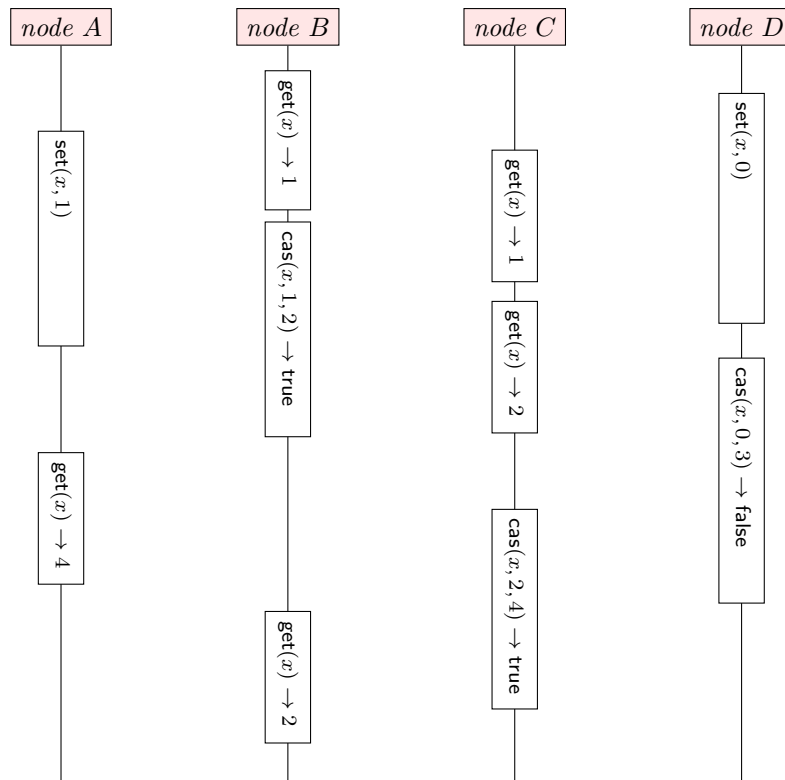 node A
node B
node C
node D
set(x, 1)
get(x) → 4
get(x) → 1
cas(x, 1, 2) → true
get(x) → 2
get(x) → 1
get(x) → 2
cas(x, 2, 4) → true
set(x, 0)
cas(x, 0, 3) → false